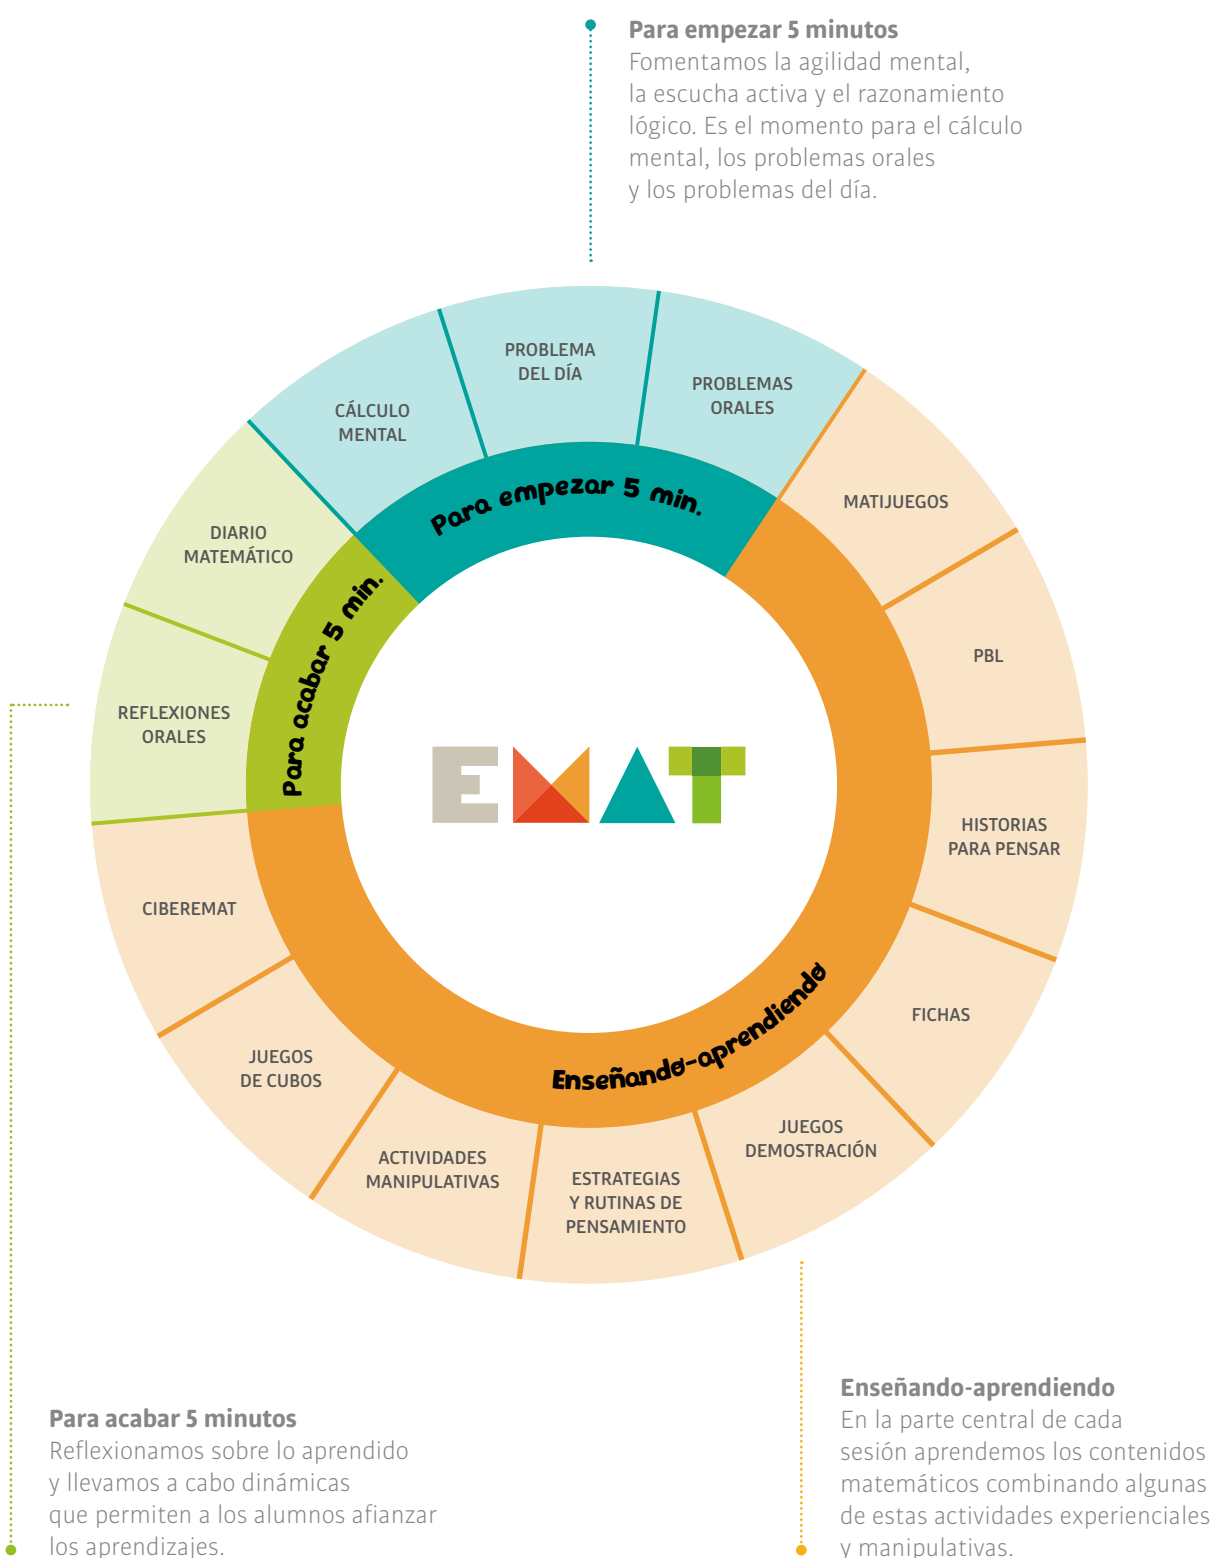 Para empezar 5 minutos
Fomentamos la agilidad mental,
la escucha activa y el razonamiento
lógico. Es el momento para el cálculo
mental, los problemas orales
y los problemas del día.
PROBLEMA
DEL DÍA
PROBLEMAS
ORALES
CÁLCULO
MENTAL
Para empezar 5 min.
MATIJUEGOS
DIARIO
MATEMÁTICO
Para acabar 5 min.
PBL
REFLEXIONES
ORALES
EMAT
HISTORIAS
PARA PENSAR
CIBEREMAT
FICHAS
Enseñando-aprendiendo
JUEGOS
DE CUBOS
JUEGOS
DEMOSTRACIÓN
ACTIVIDADES
MANIPULATIVAS
ESTRATEGIAS
Y RUTINAS DE
PENSAMIENTO
Para acabar 5 minutos
Reflexionamos sobre lo aprendido
y llevamos a cabo dinámicas
que permiten a los alumnos afianzar
los aprendizajes.
Enseñando-aprendiendo
En la parte central de cada
sesión aprendemos los contenidos
matemáticos combinando algunas
de estas actividades experienciales
y manipulativas.